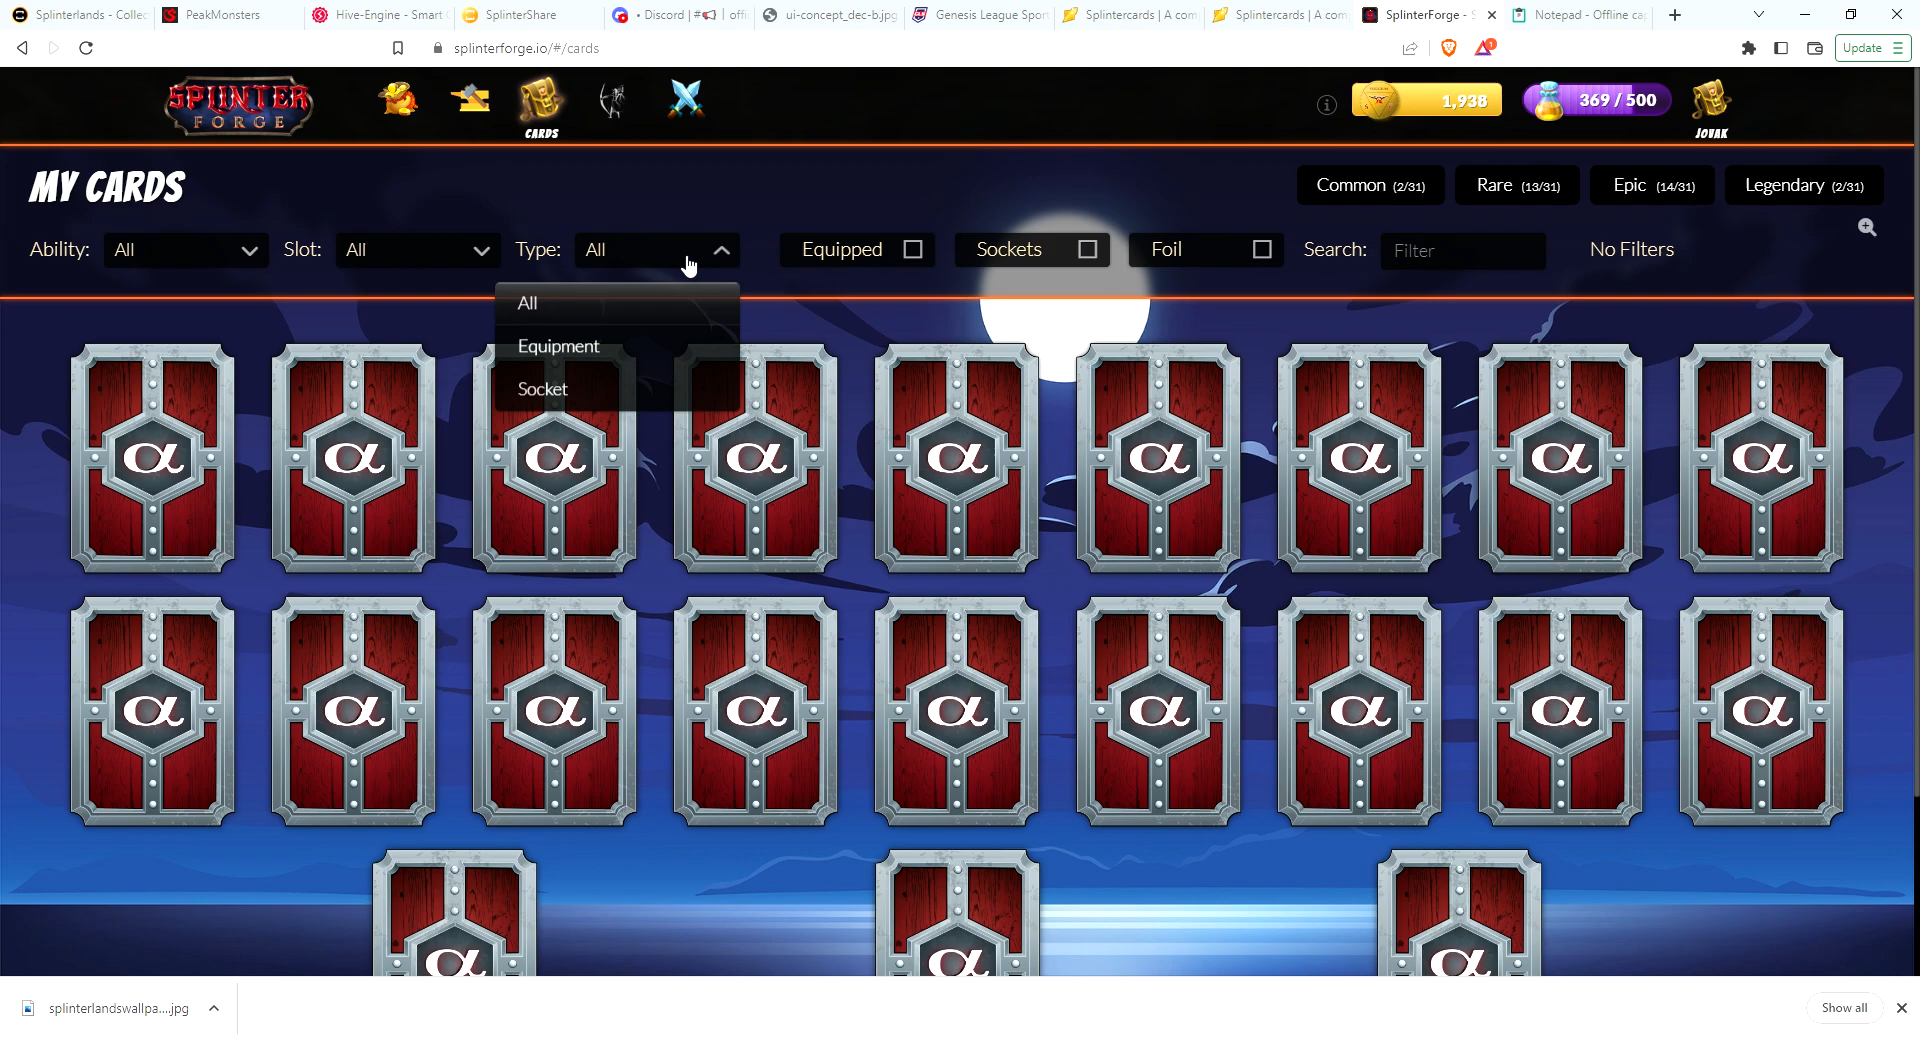 Splinterlands - Collec
PeakMonsters
Hive-Engine - Smart C
SplinterShare
• Discord | #📢 | offi
ui-concept_dec-b.jpg
Genesis League Sport
Splintercards | A com
Splintercards | A com
SplinterForge - S
Notepad - Offline cap
splinterforge.io/#/cards
1
Update
SPLINTER
FORGE
CARDS
1,938
369 / 500
JOVAK
MY CARDS
Common (2/31)
Rare (13/31)
Epic (14/31)
Legendary (2/31)
Ability: All
Slot: All
Type: All
Equipped
Sockets
Foil
Search: Filter
No Filters
All
Equipment
Socket
α α α α α α α α α
α α α α α α α α α
α α α
splinterlandswallpa....jpg
Show all